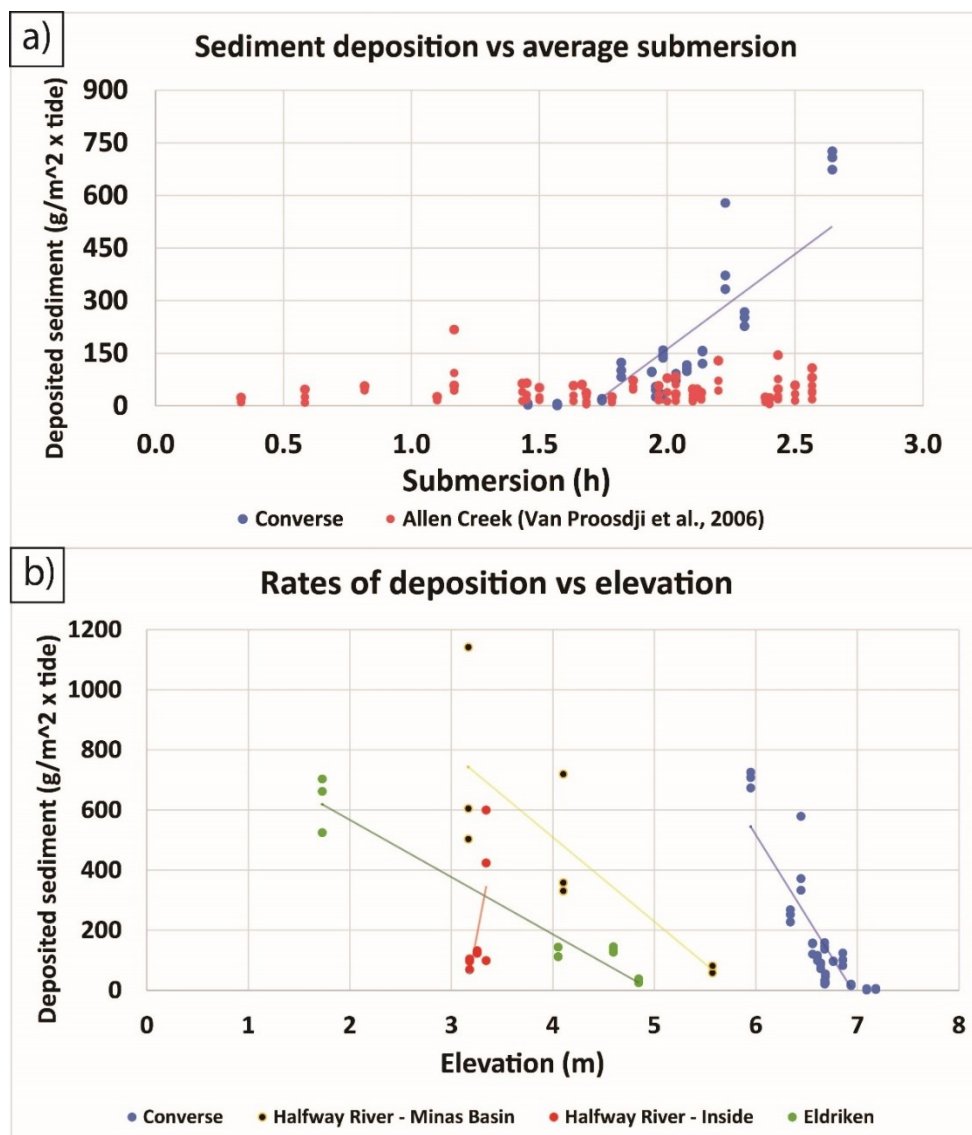 a)
Sediment deposition vs average submersion
Deposited sediment (g/m^2 x tide)
900
750
600
450
300
150
0
0.0 0.5 1.0 1.5 2.0 2.5 3.0
Submersion (h)
Converse Allen Creek (Van Proosdji et al., 2006)
b)
Rates of deposition vs elevation
Deposited sediment (g/m^2 x tide)
1200
1000
800
600
400
200
0
0 1 2 3 4 5 6 7 8
Elevation (m)
Converse Halfway River - Minas Basin Halfway River - Inside Eldriken